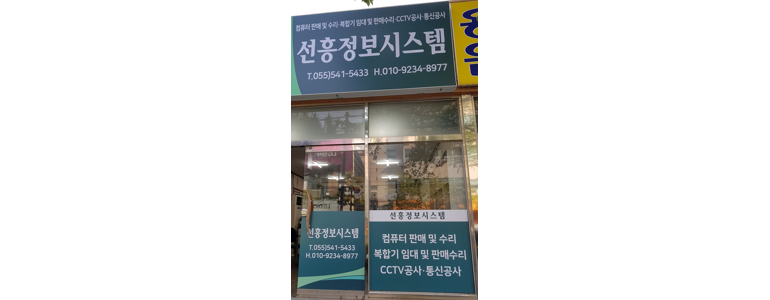 컴퓨터 판매 및 수리·복합기 임대 및 판매수리·CCTV공사·통신공사
선흥정보시스템
T.055)541-5433 H.010-9234-8977
선흥정보시스템
T.055)541-5433
H.010-9234-8977
선흥정보시스템
컴퓨터 판매 및 수리
복합기 임대 및 판매수리
CCTV공사·통신공사